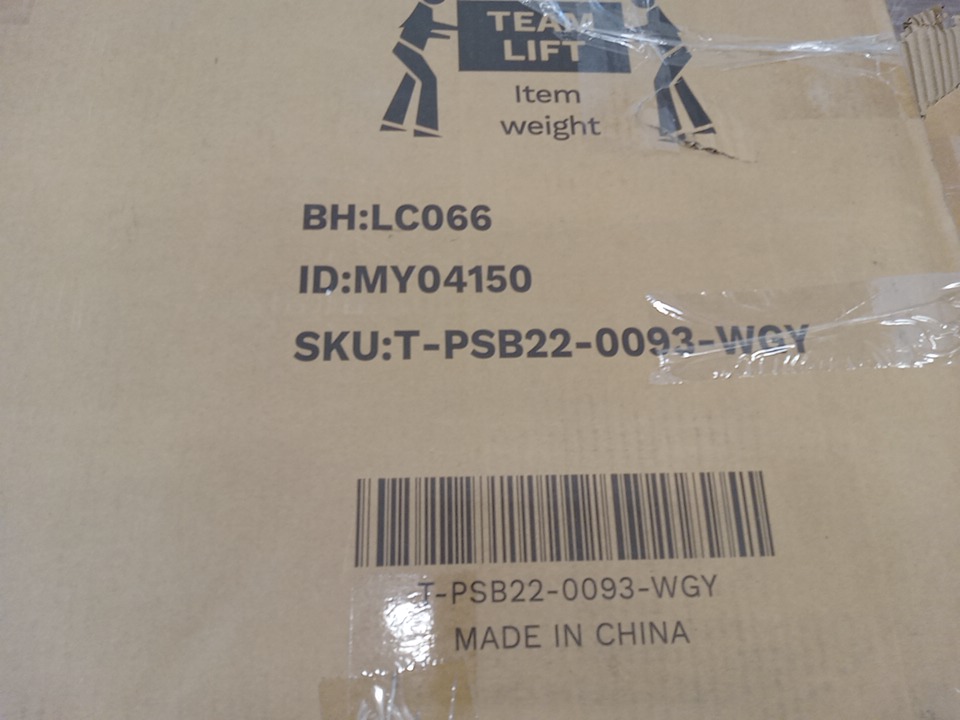 TEAM
LIFT
Item
weight
BH:LC066
ID:MY04150
SKU:T-PSB22-0093-WGY
T-PSB22-0093-WGY
MADE IN CHINA